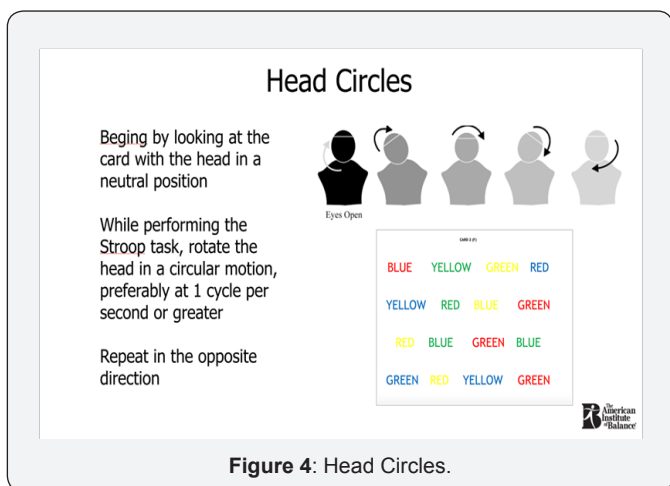 Head Circles
Beging by looking at the
card with the head in a
neutral position
While performing the
Stroop task, rotate the
head in a circular motion,
preferably at 1 cycle per
second or greater
Repeat in the opposite
direction
Eyes Open
CARD 2 (F)
BLUE YELLOW GREEN RED
YELLOW RED BLUE GREEN
RED BLUE GREEN BLUE
GREEN RED YELLOW GREEN
The
American
Institute
of Balance
Figure 4: Head Circles.